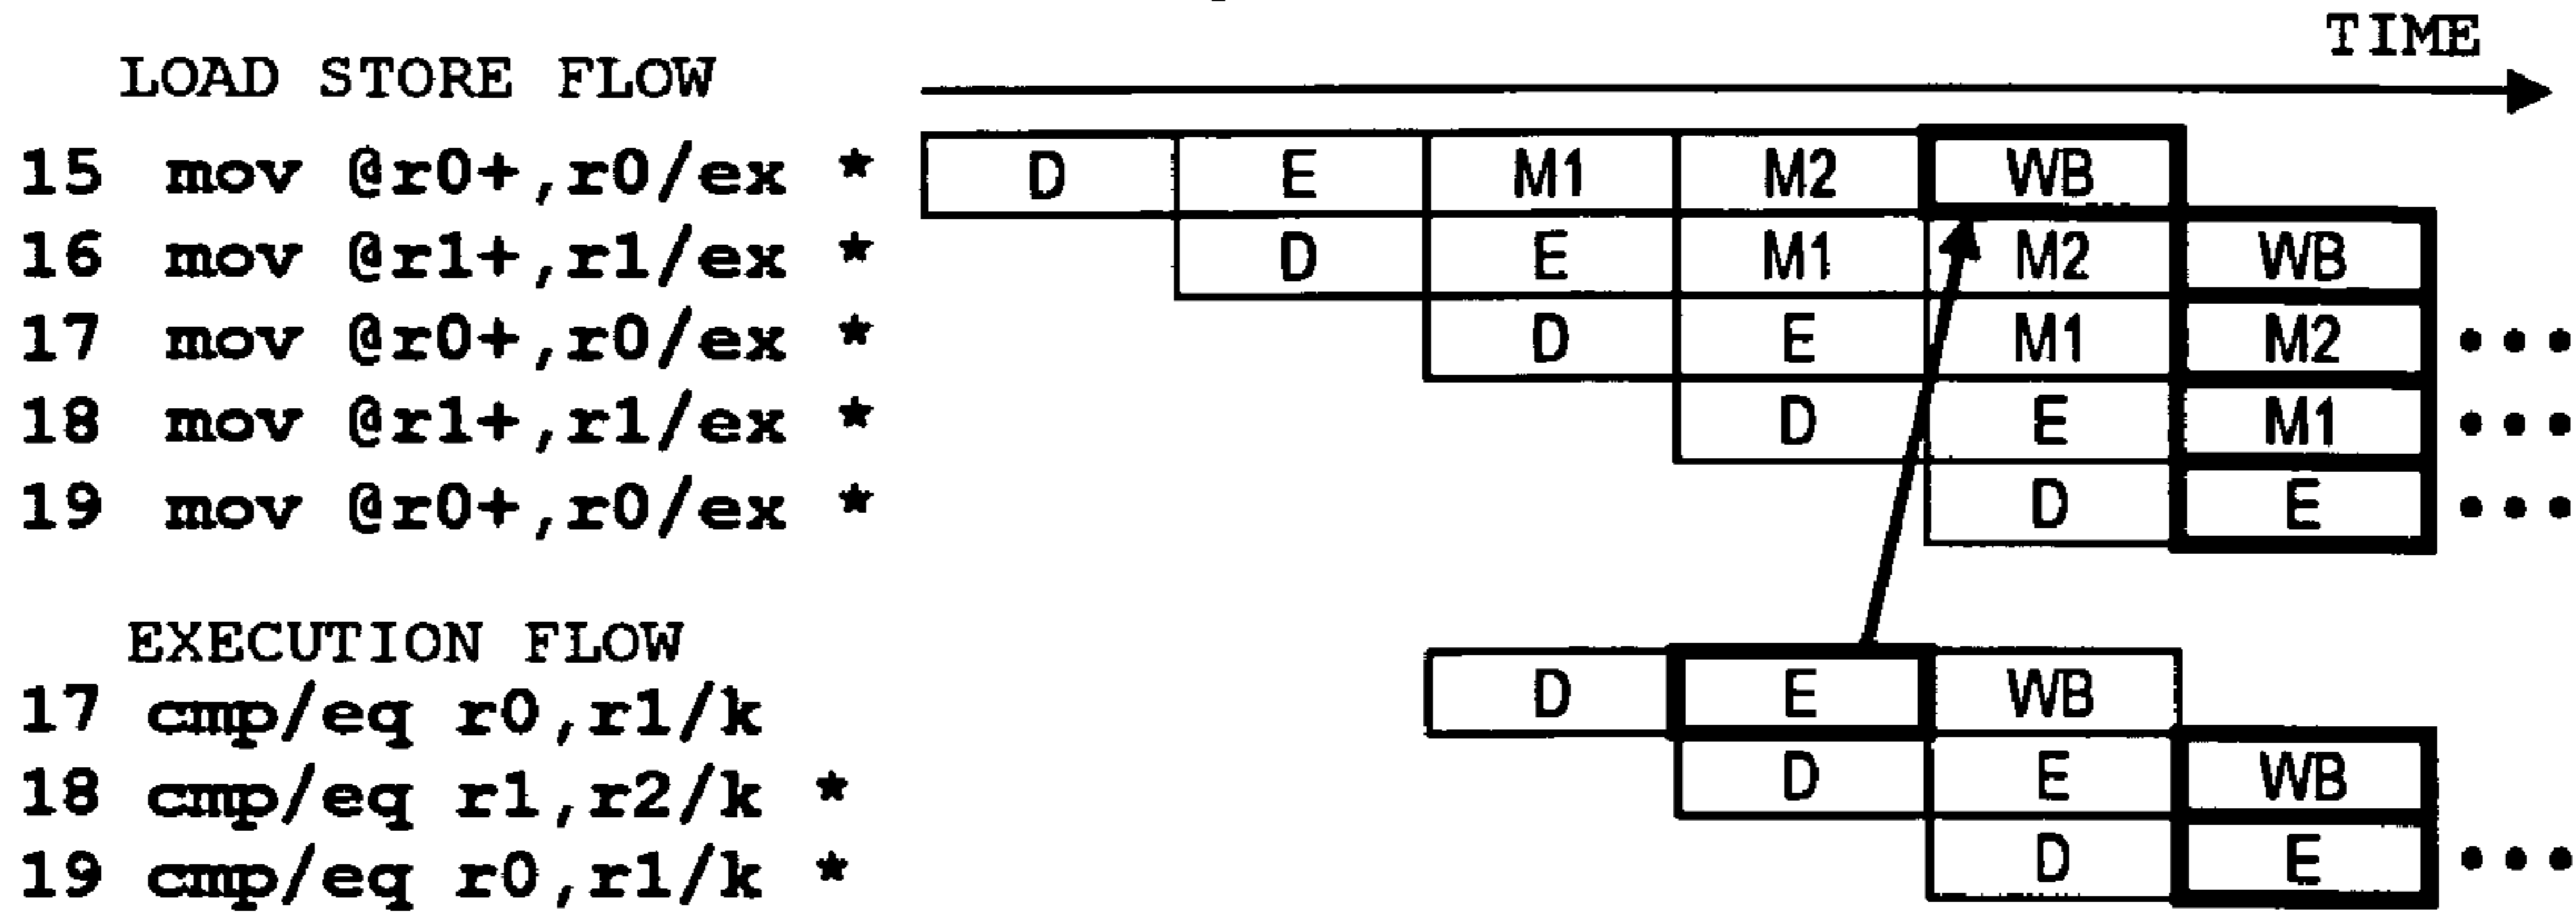 TIME
LOAD STORE FLOW
15 mov @r0+,r0/ex * D E M1 M2 WB
16 mov @r1+,r1/ex * D E M1 M2 WB
17 mov @r0+,r0/ex * D E M1 M2 •••
18 mov @r1+,r1/ex * D E M1 •••
19 mov @r0+,r0/ex * D E •••
EXECUTION FLOW
17 cmp/eq r0,r1/k D E WB
18 cmp/eq r1,r2/k * D E WB
19 cmp/eq r0,r1/k * D E •••